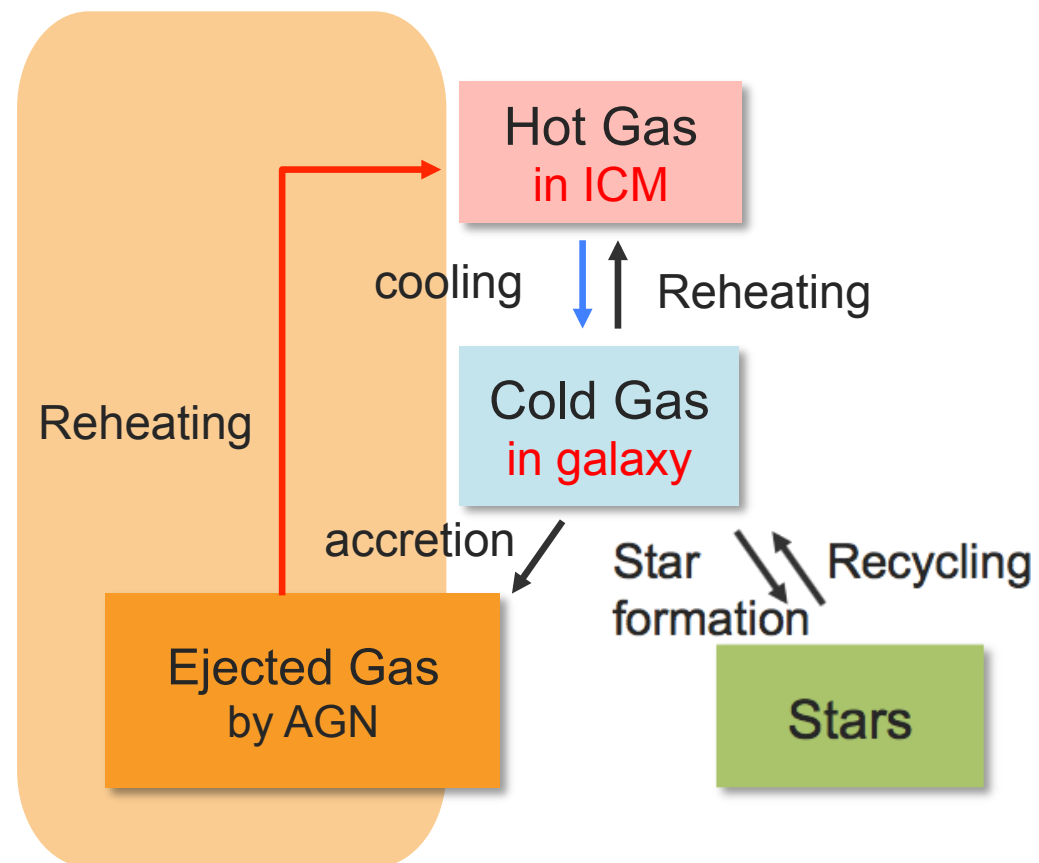 Hot Gas
in ICM
cooling
Reheating
Cold Gas
in galaxy
Reheating
accretion
Star
formation
Recycling
Ejected Gas
by AGN
Stars